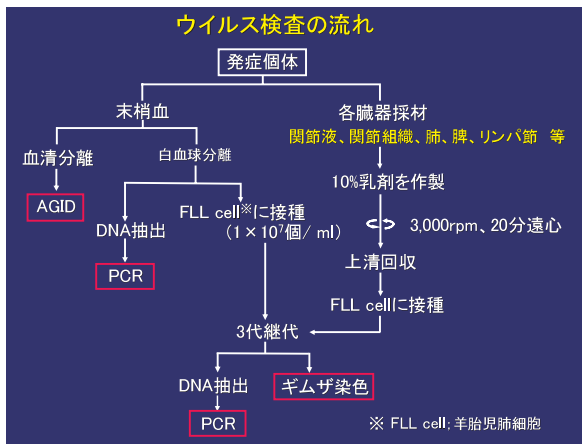 ウイルス検査の流れ
発症個体
末梢血
各臓器採材
関節液、関節組織、肺、脾、リンパ節 等
血清分離
白血球分離
10%乳剤を作製
AGID
FLL cell※に接種
(1×10⁷個/ ml)
DNA抽出
3,000rpm、20分遠心
上清回収
PCR
FLL cellに接種
3代継代
DNA抽出
ギムザ染色
PCR
※ FLL cell; 羊胎児肺細胞